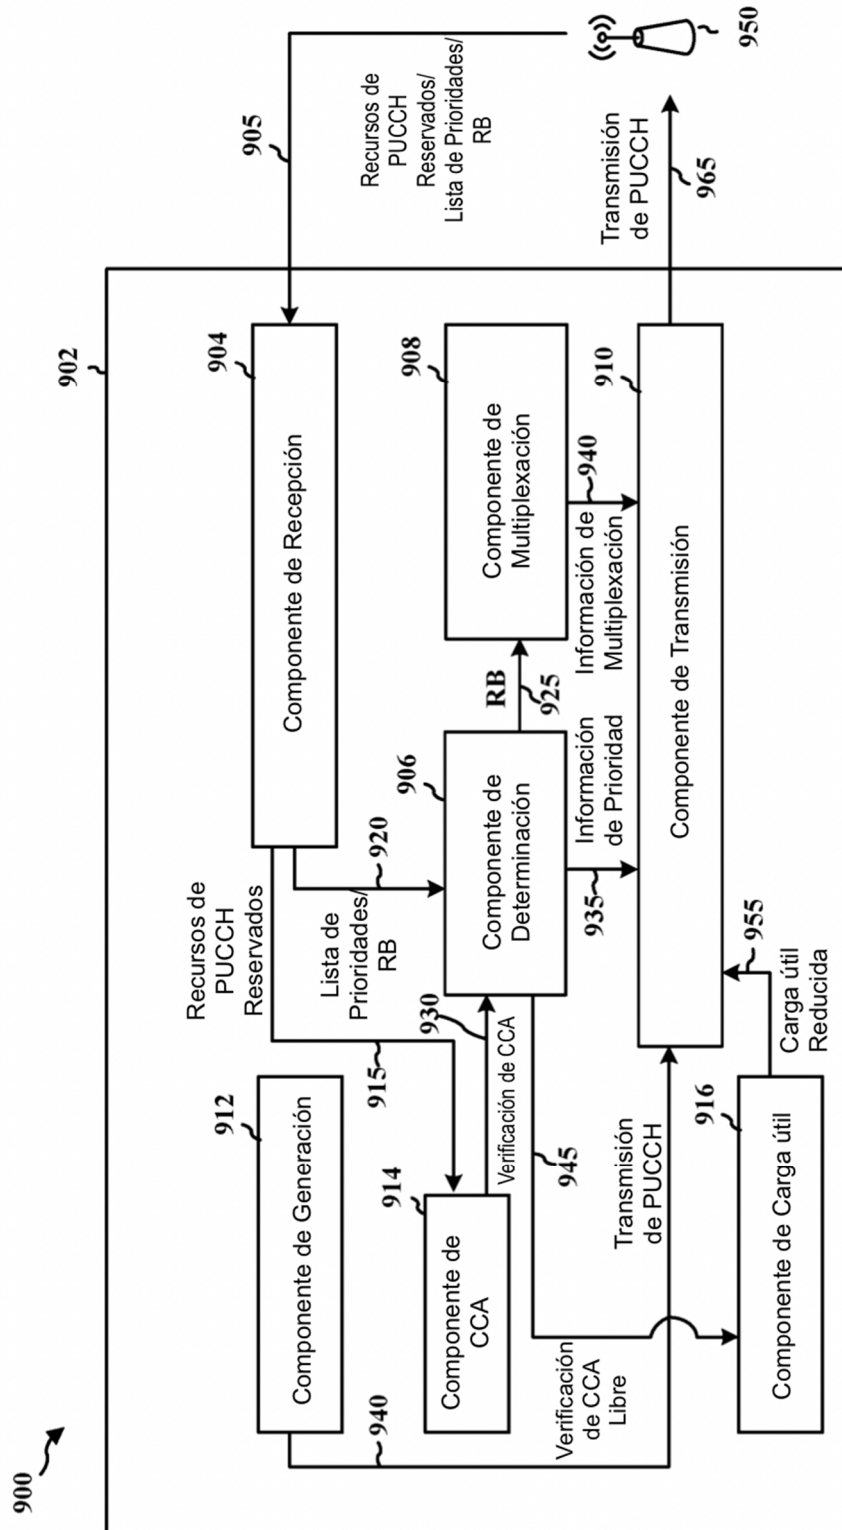 900
902
905
Recursos de
PUCCH
Reservados/
Lista de Prioridades/
RB
950
Transmisión
de PUCCH
965
904
Componente de Recepción
908
Componente de
Multiplexación
910
Componente de Transmisión
940
Información de
Multiplexación
RB
925
906
Componente de
Determinación
Información
de Prioridad
935
920
Lista de
Prioridades/
RB
Recursos de
PUCCH
Reservados
915
930
Verificación de CCA
912
Componente de Generación
914
Componente de
CCA
945
Verificación
de CCA
Libre
Transmisión
de PUCCH
940
916
Componente de Carga útil
955
Carga útil
Reducida